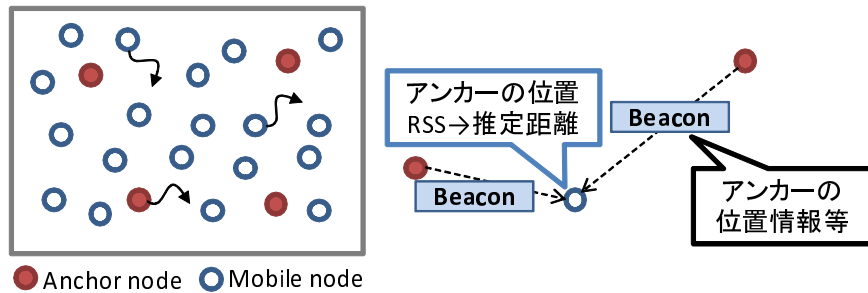 アンカーの位置
RSS→推定距離
Beacon
Beacon
アンカーの
位置情報等
Anchor node
Mobile node